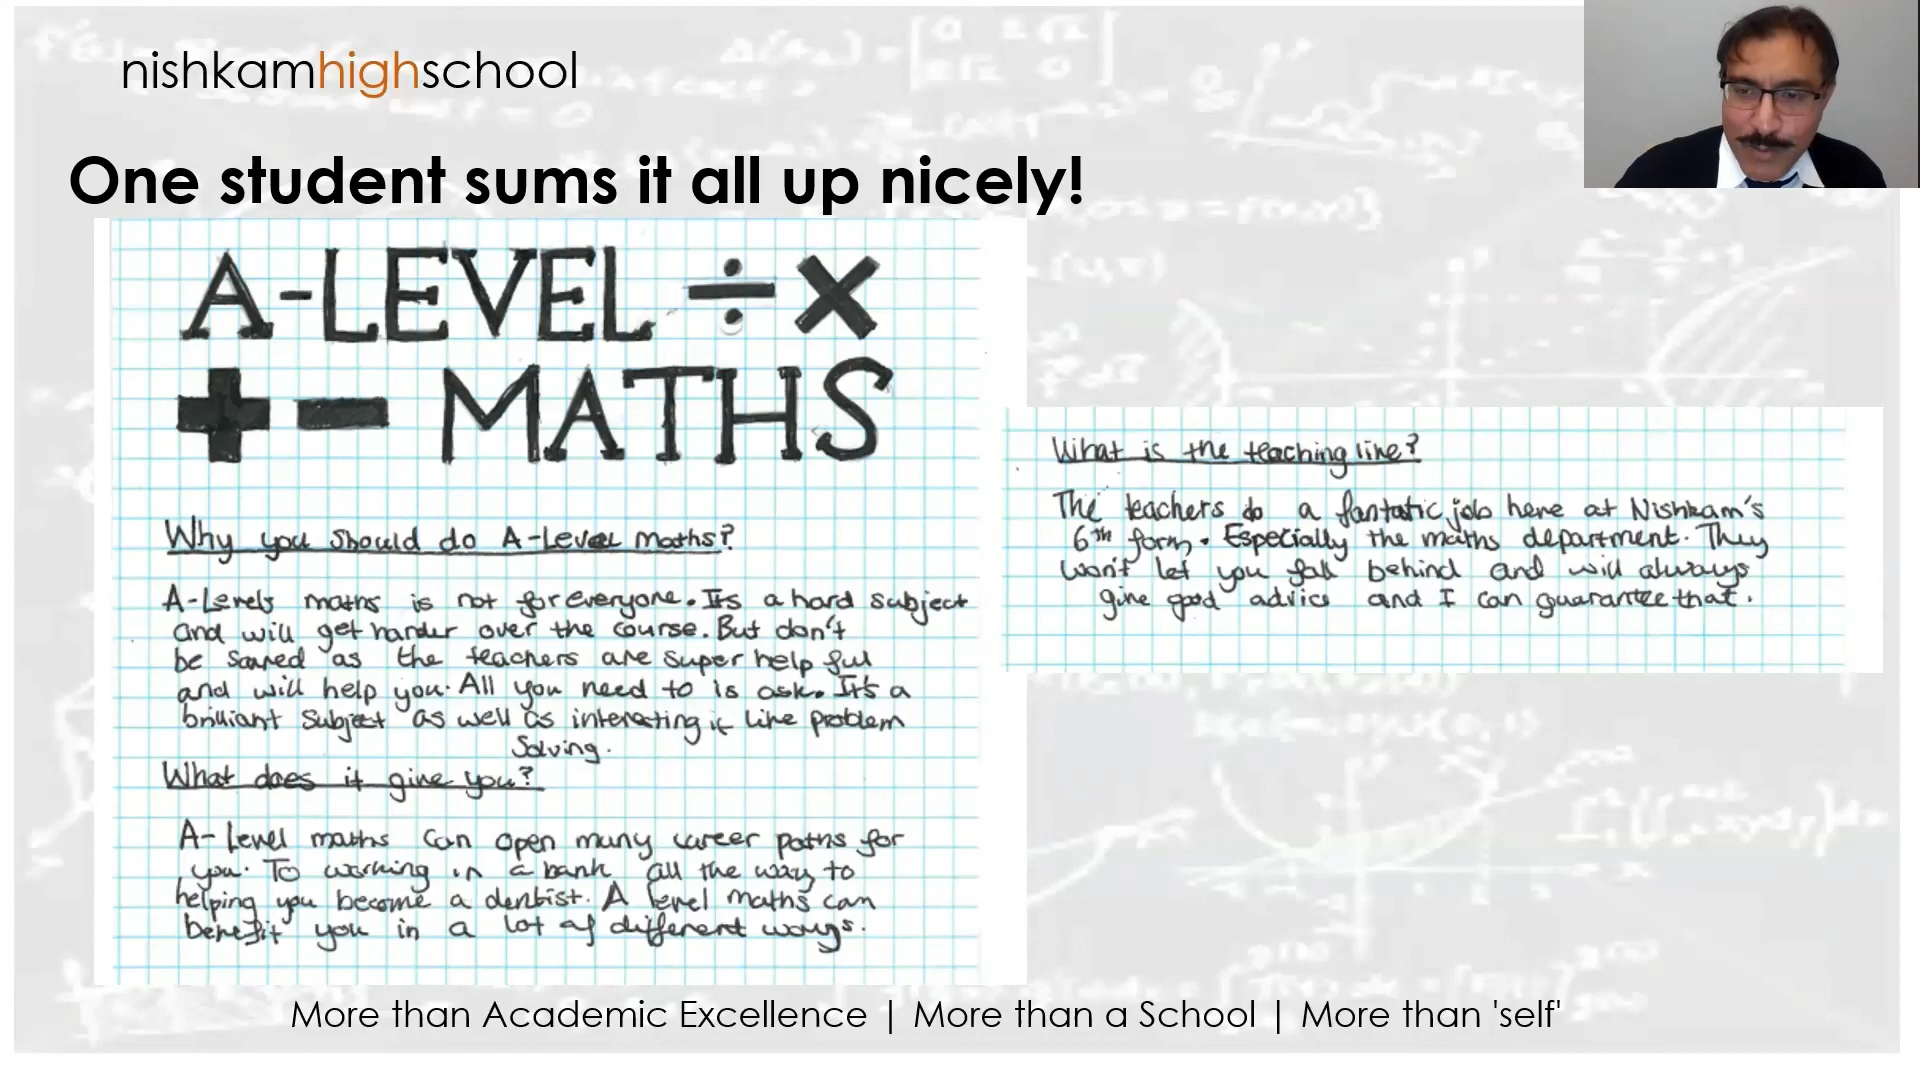 nishkamhighschool
One student sums it all up nicely!
A-LEVEL ÷ ×
+ - MATHS
Why you should do A-Level maths?
A-Levels maths is not for everyone. Its a hard subject
and will get harder over the course. But don't
be scared as the teachers are super help ful
and will help you. All you need to is ask. It's a
brilliant subject as well as interesting if like problem
solving.
What does it give you?
A-Level maths can open many career paths for
you. To working in a bank all the way to
helping you become a dentist. A level maths can
benefit you in a lot of different ways.
What is the teaching like?
The teachers do a fantatic job here at Nishkam's
6th form. Especially the maths department. They
won't let you fall behind and will always
give good advice and I can guarantee that.
More than Academic Excellence | More than a School | More than 'self'